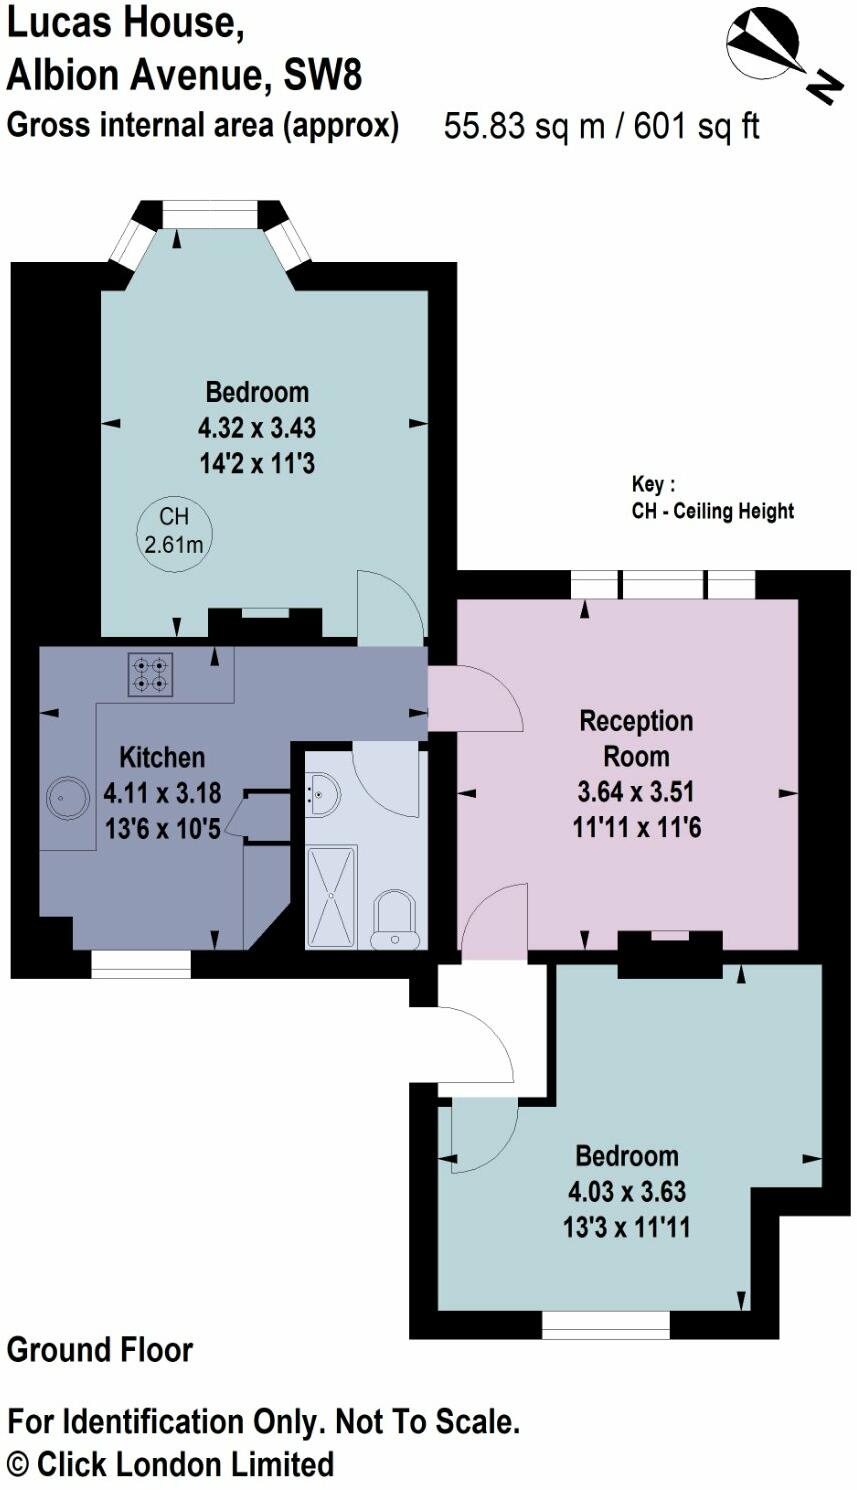 Lucas House,
Albion Avenue, SW8
Gross internal area (approx) 55.83 sq m / 601 sq ft
N
Bedroom
4.32 x 3.43
14'2 x 11'3
CH
2.61m
Key :
CH - Ceiling Height
Reception
Room
3.64 x 3.51
11'11 x 11'6
Kitchen
4.11 x 3.18
13'6 x 10'5
Bedroom
4.03 x 3.63
13'3 x 11'11
Ground Floor
For Identification Only. Not To Scale.
© Click London Limited